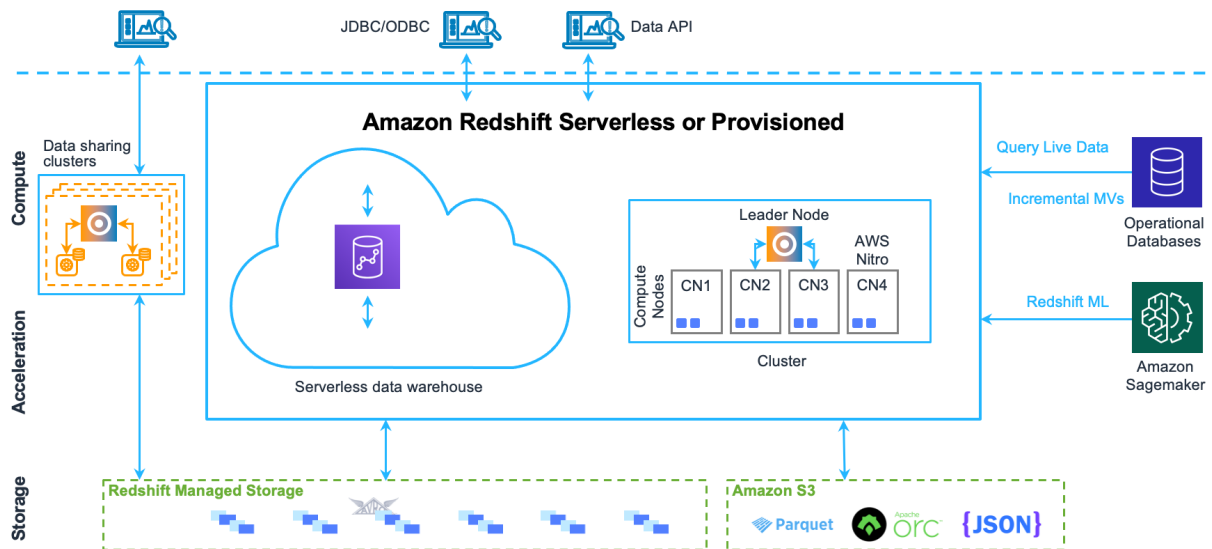 JDBC/ODBC
Data API
Amazon Redshift Serverless or Provisioned
Compute
Acceleration
Storage
Data sharing
clusters
Serverless data warehouse
Leader Node
AWS
Nitro
Compute
Nodes
CN1
CN2
CN3
CN4
Cluster
Query Live Data
Incremental MVs
Operational
Databases
Redshift ML
Amazon
Sagemaker
Redshift Managed Storage
Amazon S3
Parquet
Apache
orc
{JSON}